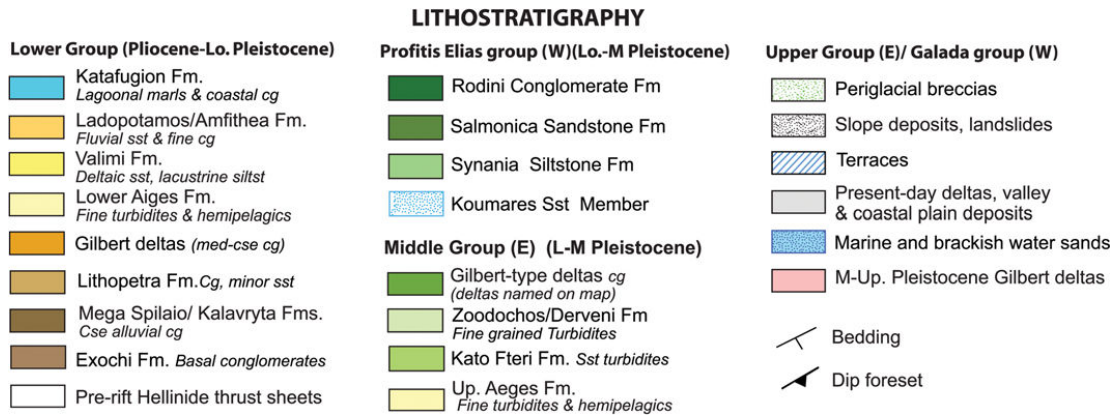 LITHOSTRATIGRAPHY
Lower Group (Pliocene-Lo. Pleistocene)
Katafugion Fm.
Lagoonal marls & coastal cg
Ladopotamos/Amfithea Fm.
Fluvial sst & fine cg
Valimi Fm.
Deltaic sst, lacustrine siltst
Lower Aiges Fm.
Fine turbidites & hemipelagics
Gilbert deltas (med-cse cg)
Lithopetra Fm.Cg, minor sst
Mega Spilaio/ Kalavryta Fms.
Cse alluvial cg
Exochi Fm. Basal conglomerates
Pre-rift Hellinide thrust sheets
Profitis Elias group (W)(Lo.-M Pleistocene)
Rodini Conglomerate Fm
Salmonica Sandstone Fm
Synania Siltstone Fm
Koumares Sst Member
Middle Group (E) (L-M Pleistocene)
Gilbert-type deltas cg
(deltas named on map)
Zoodochos/Derveni Fm
Fine grained Turbidites
Kato Fteri Fm. Sst turbidites
Up. Aeges Fm.
Fine turbidites & hemipelagics
Upper Group (E)/ Galada group (W)
Periglacial breccias
Slope deposits, landslides
Terraces
Present-day deltas, valley
& coastal plain deposits
Marine and brackish water sands
M-Up. Pleistocene Gilbert deltas
Bedding
Dip foreset